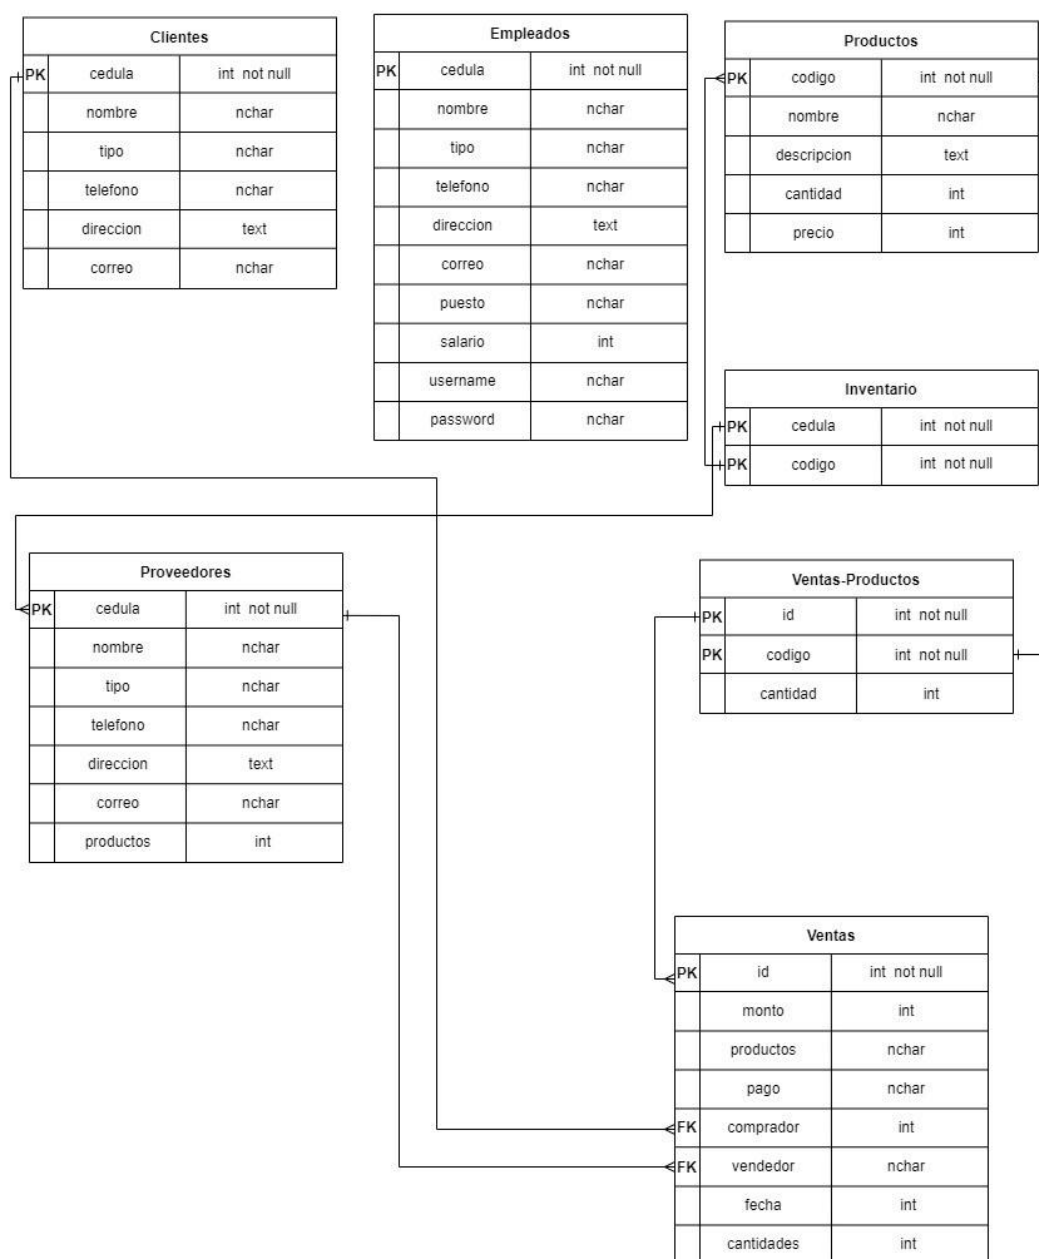 Clientes
PK cedula int not null
nombre nchar
tipo nchar
telefono nchar
direccion text
correo nchar
Empleados
PK cedula int not null
nombre nchar
tipo nchar
telefono nchar
direccion text
correo nchar
puesto nchar
salario int
username nchar
password nchar
Productos
PK codigo int not null
nombre nchar
descripcion text
cantidad int
precio int
Inventario
PK cedula int not null
PK codigo int not null
Proveedores
PK cedula int not null
nombre nchar
tipo nchar
telefono nchar
direccion text
correo nchar
productos int
Ventas-Productos
PK id int not null
PK codigo int not null
cantidad int
Ventas
PK id int not null
monto int
productos nchar
pago nchar
FK comprador int
FK vendedor nchar
fecha int
cantidades int